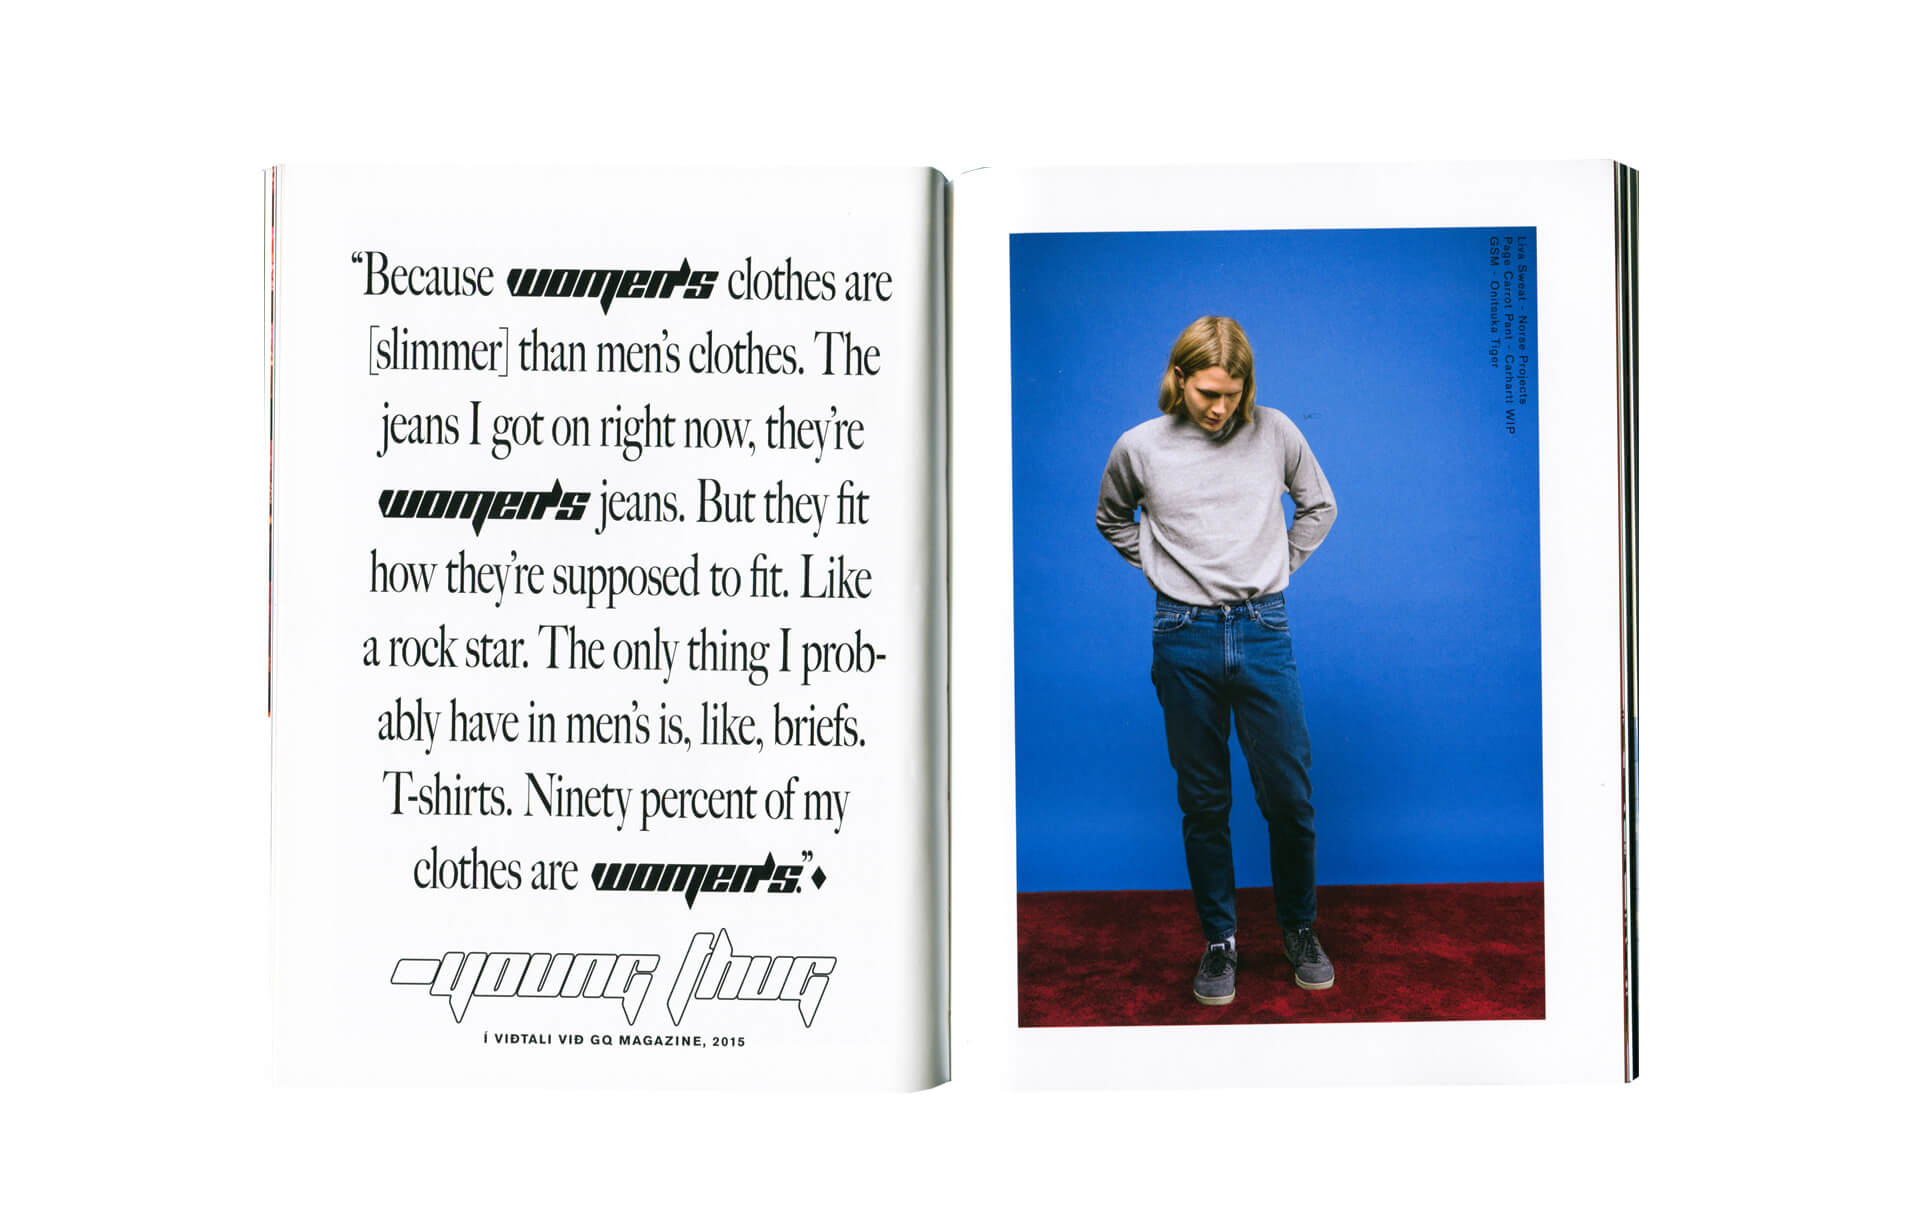 “Because women's clothes are
[slimmer] than men’s clothes. The
jeans I got on right now, they’re
women's jeans. But they fit
how they’re supposed to fit. Like
a rock star. The only thing I prob-
ably have in men’s is, like, briefs.
T-shirts. Ninety percent of my
clothes are women's.”♦
–young thug
Í VIÐTALI VIÐ GQ MAGAZINE, 2015
Liva Sweat - Norse Projects
Page Carrot Pant - Carhartt WIP
GSM - Onitsuka Tiger